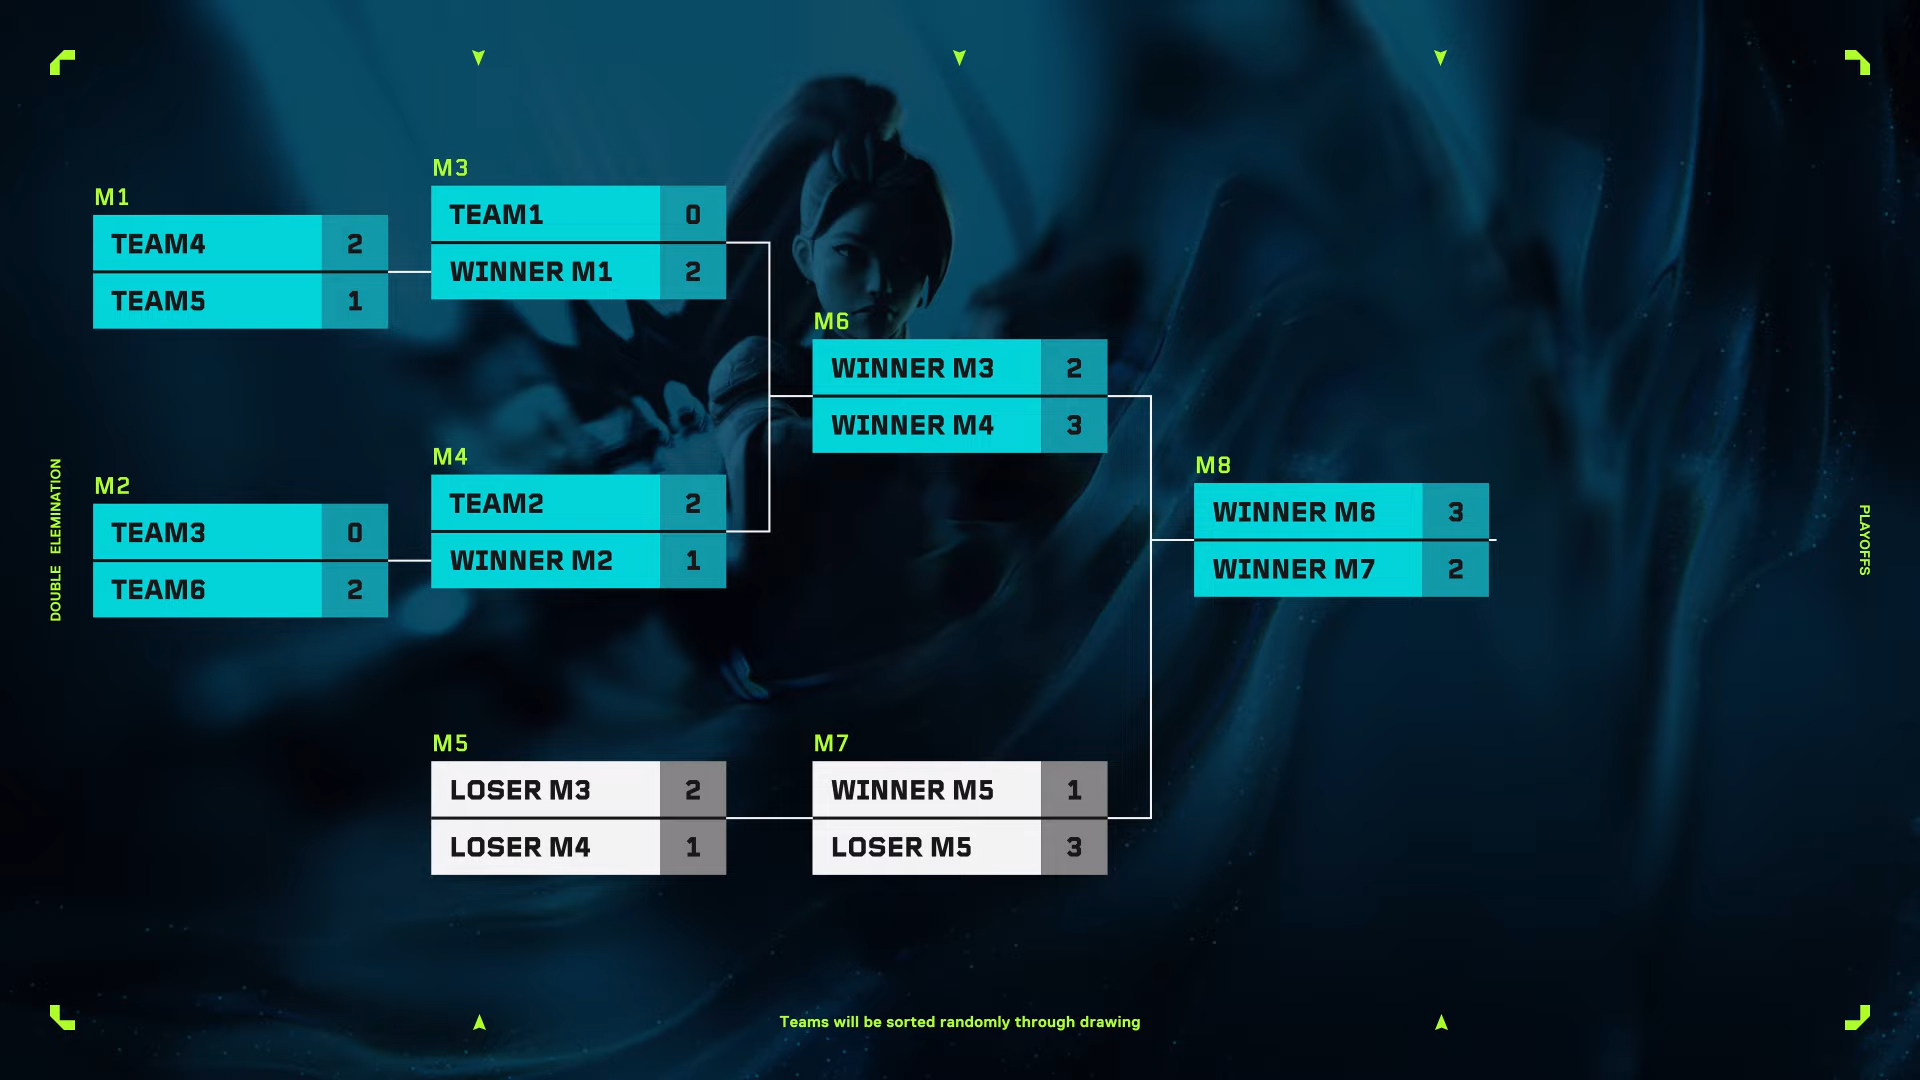 M1
TEAM4 2
TEAM5 1
M2
TEAM3 0
TEAM6 2
M3
TEAM1 0
WINNER M1 2
M4
TEAM2 2
WINNER M2 1
M5
LOSER M3 2
LOSER M4 1
M6
WINNER M3 2
WINNER M4 3
M7
WINNER M5 1
LOSER M5 3
M8
WINNER M6 3
WINNER M7 2
DOUBLE ELEMINATION
PLAYOFFS
Teams will be sorted randomly through drawing